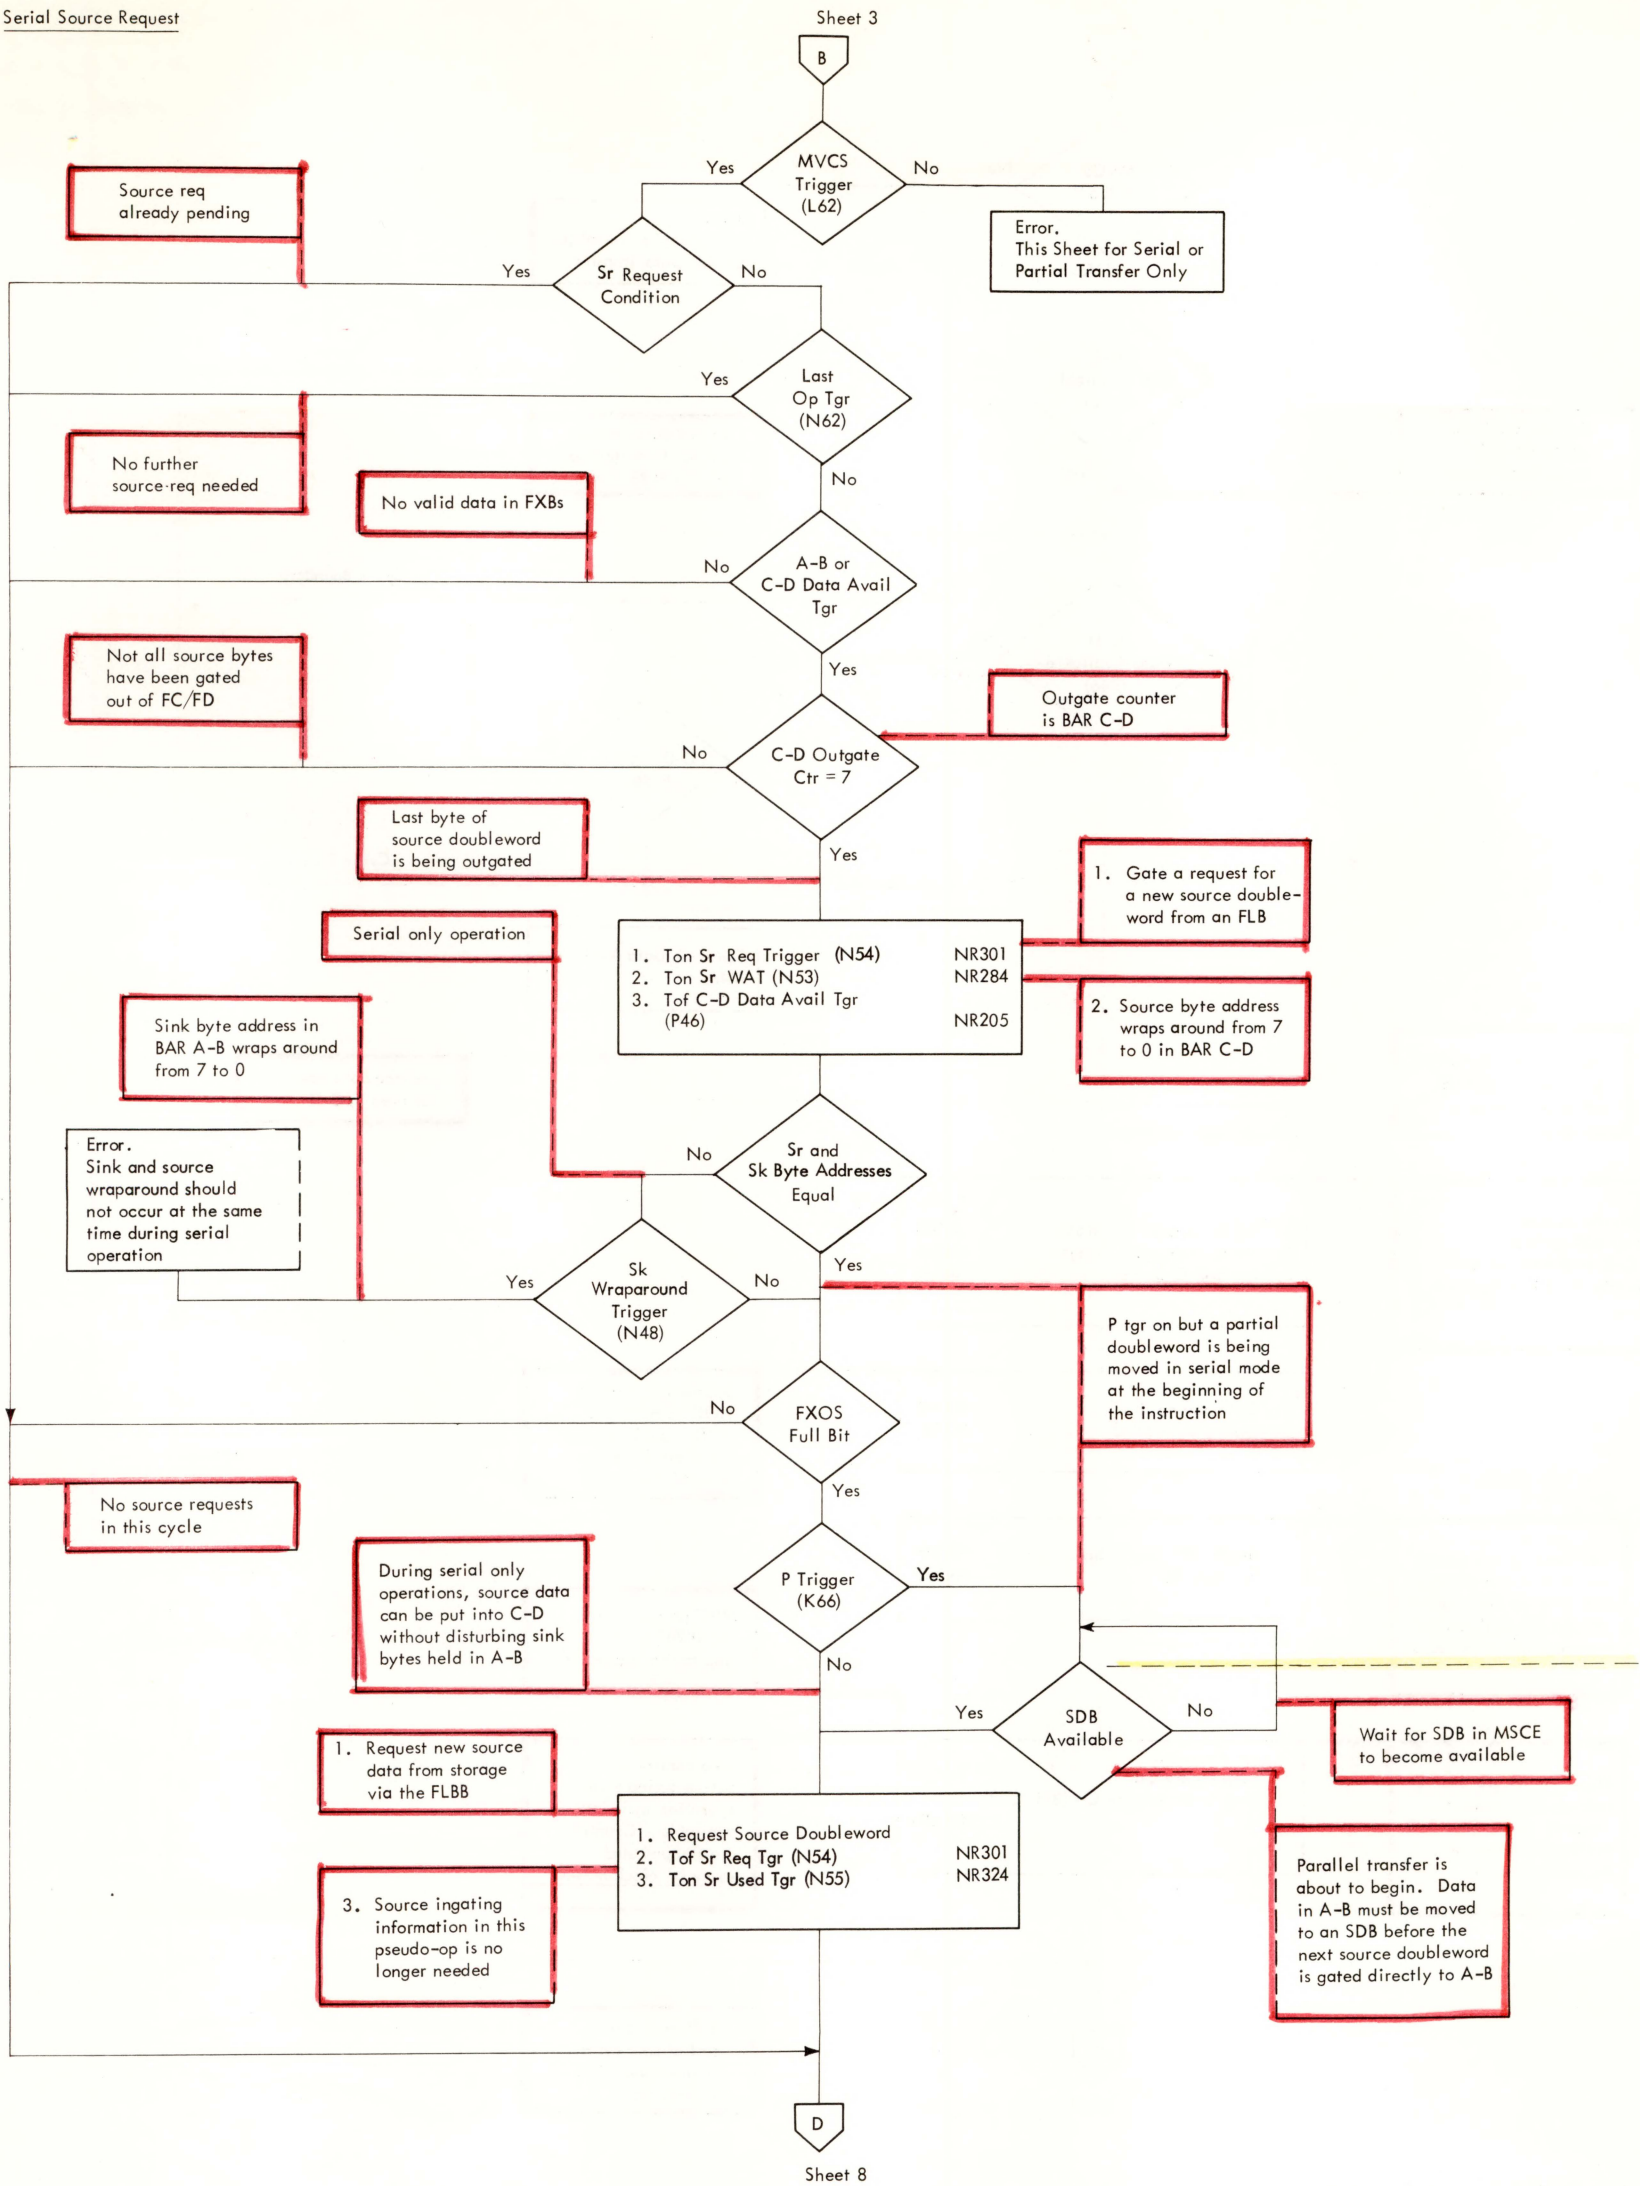 Serial Source Request
Sheet 3
B
MVCS
Trigger
(L62)
Yes
No
Source req
already pending
Error.
This Sheet for Serial or
Partial Transfer Only
Sr Request
Condition
Yes
No
Last
Op Tgr
(N62)
Yes
No
No further
source-req needed
No valid data in FXBs
A-B or
C-D Data Avail
Tgr
No
Yes
Not all source bytes
have been gated
out of FC/FD
Outgate counter
is BAR C-D
C-D Outgate
Ctr = 7
No
Yes
Last byte of
source doubleword
is being outgated
1. Gate a request for
a new source double-
word from an FLB
Serial only operation
1. Ton Sr Req Trigger (N54) NR301
2. Ton Sr WAT (N53) NR284
3. Tof C-D Data Avail Tgr
(P46) NR205
2. Source byte address
wraps around from 7
to 0 in BAR C-D
Sink byte address in
BAR A-B wraps around
from 7 to 0
Error.
Sink and source
wraparound should
not occur at the same
time during serial
operation
Sr and
Sk Byte Addresses
Equal
No
Yes
Sk
Wraparound
Trigger
(N48)
Yes
No
P tgr on but a partial
doubleword is being
moved in serial mode
at the beginning of
the instruction
FXOS
Full Bit
No
Yes
No source requests
in this cycle
During serial only
operations, source data
can be put into C-D
without disturbing sink
bytes held in A-B
P Trigger
(K66)
Yes
No
SDB
Available
Yes
No
Wait for SDB in MSCE
to become available
1. Request new source
data from storage
via the FLBB
1. Request Source Doubleword
2. Tof Sr Req Tgr (N54) NR301
3. Ton Sr Used Tgr (N55) NR324
3. Source ingating
information in this
pseudo-op is no
longer needed
Parallel transfer is
about to begin. Data
in A-B must be moved
to an SDB before the
next source doubleword
is gated directly to A-B
D
Sheet 8